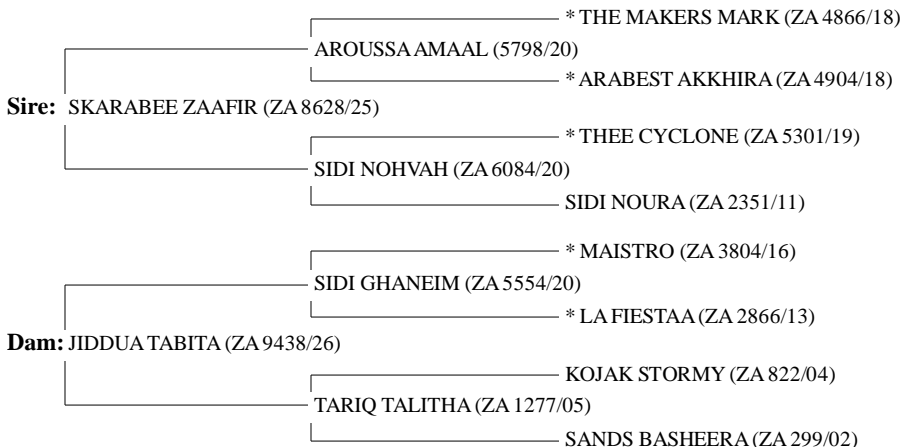 * THE MAKERS MARK (ZA 4866/18)
AROUSSA AMAAL (5798/20)
* ARABEST AKKHIRA (ZA 4904/18)
Sire: SKARABEE ZAAFIR (ZA 8628/25)
* THEE CYCLONE (ZA 5301/19)
SIDI NOHVAH (ZA 6084/20)
SIDI NOURA (ZA 2351/11)
* MAISTRO (ZA 3804/16)
SIDI GHANEIM (ZA 5554/20)
* LA FIESTAA (ZA 2866/13)
Dam: JIDDUA TABITA (ZA 9438/26)
KOJAK STORMY (ZA 822/04)
TARIQ TALITHA (ZA 1277/05)
SANDS BASHEERA (ZA 299/02)